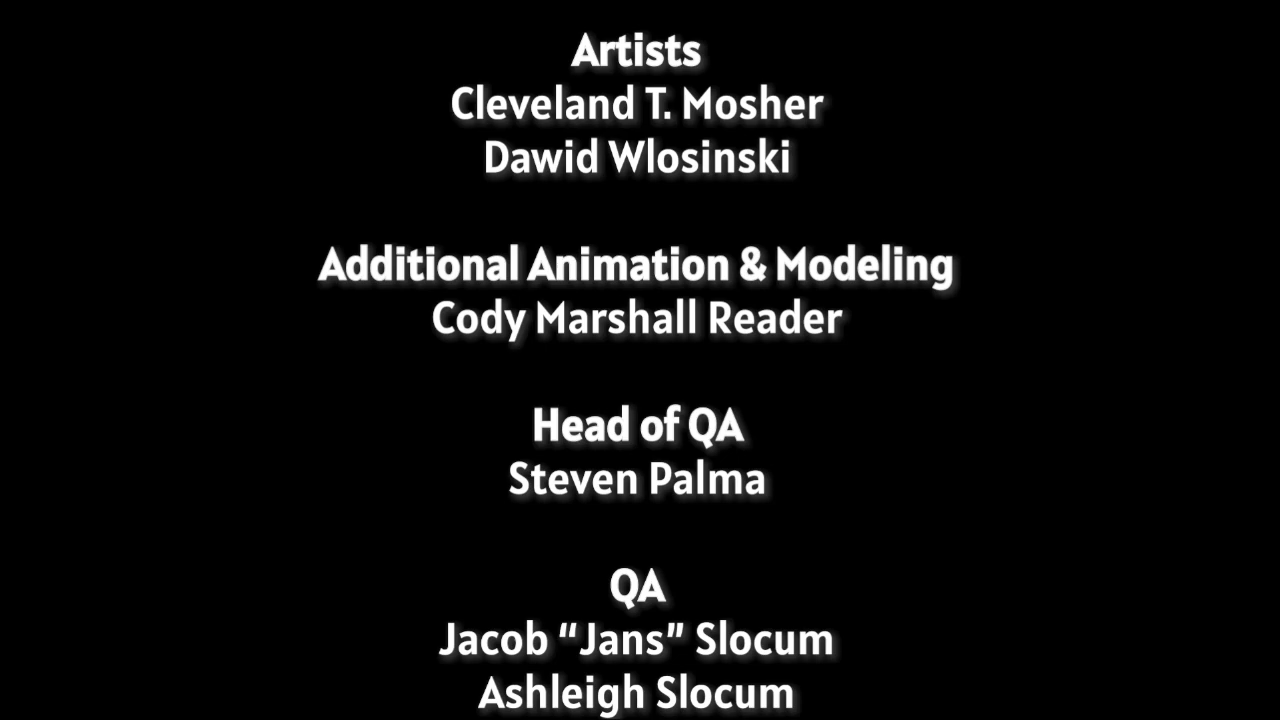 Artists
Cleveland T. Mosher
Dawid Wlosinski
Additional Animation & Modeling
Cody Marshall Reader
Head of QA
Steven Palma
QA
Jacob “Jans” Slocum
Ashleigh Slocum